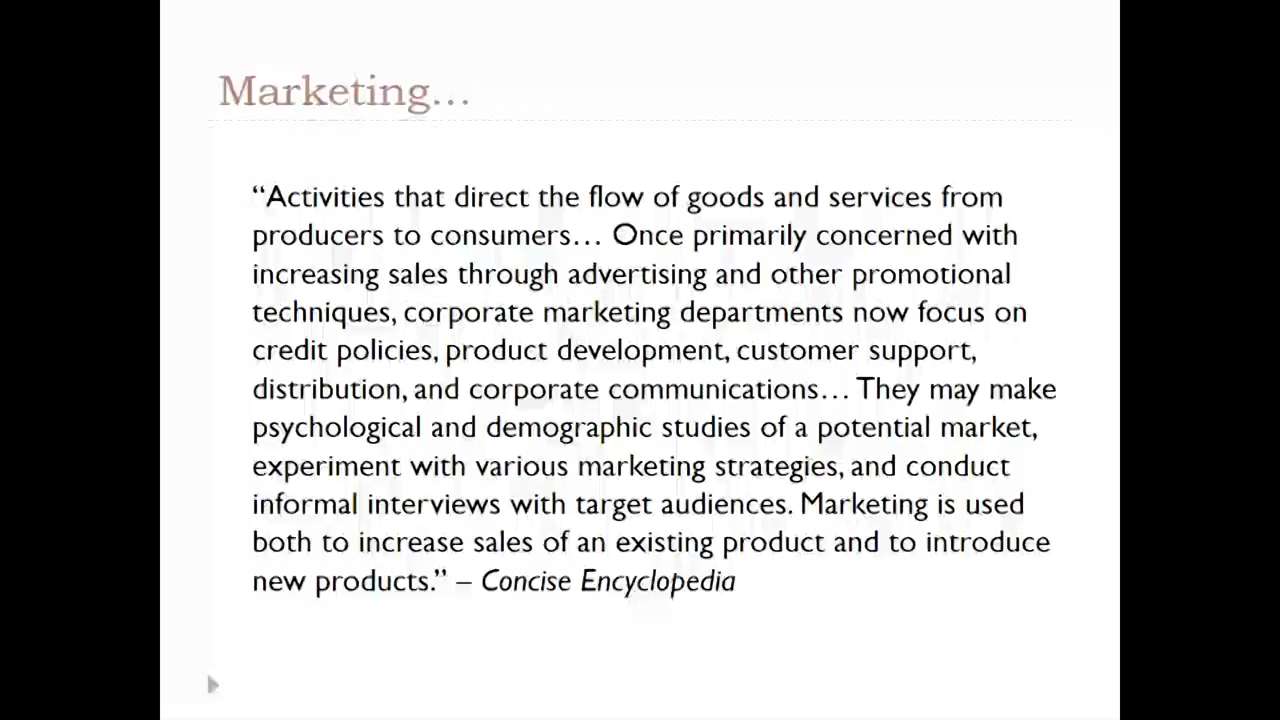 Marketing…
“Activities that direct the flow of goods and services from
producers to consumers… Once primarily concerned with
increasing sales through advertising and other promotional
techniques, corporate marketing departments now focus on
credit policies, product development, customer support,
distribution, and corporate communications… They may make
psychological and demographic studies of a potential market,
experiment with various marketing strategies, and conduct
informal interviews with target audiences. Marketing is used
both to increase sales of an existing product and to introduce
new products.” – Concise Encyclopedia